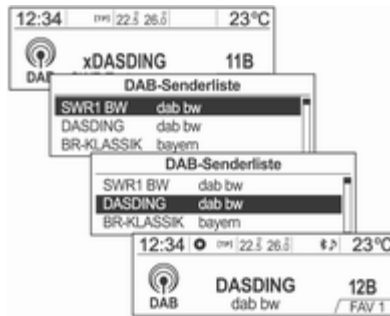 12:34 [TP] 22.5 26.0 23°C
xDASDING 11B
DAB
DAB-Senderliste
SWR1 BW dab bw
DASDING dab bw
BR-KLASSIK bayern
DAB-Senderliste
SWR1 BW dab bw
DASDING dab bw
BR-KLASSIK bayern
12:34 [TP] 22.5 26.0 23°C
DASDING 12B
DAB dab bw FAV 1